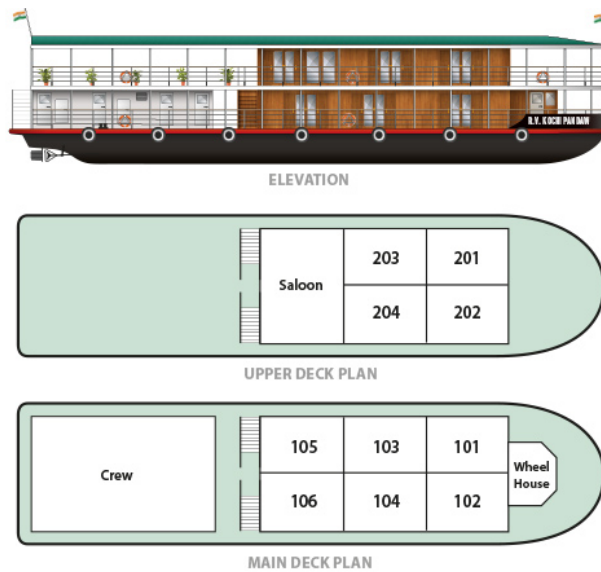 R.V. KOCHI PANDAW
ELEVATION
203
201
Saloon
204
202
UPPER DECK PLAN
105
103
101
Crew
Wheel
House
106
104
102
MAIN DECK PLAN